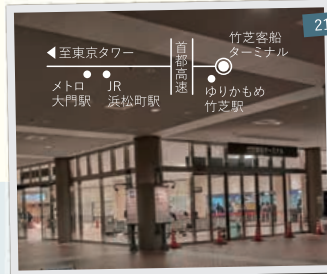 21
竹芝客船
ターミナル
◀至東京タワー
首都高速
メトロ
大門駅
JR
浜松町駅
ゆりかもめ
竹芝駅